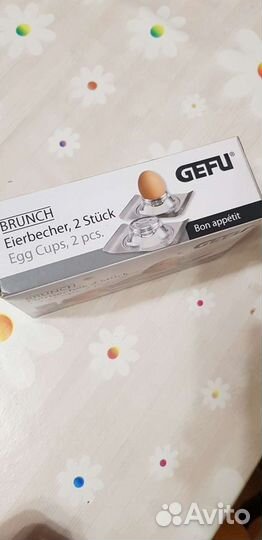 BRUNCH
Eierbecher, 2 Stück
Egg Cups, 2 pcs.
GEFU®
Bon appétit
BRUNCH
Avito